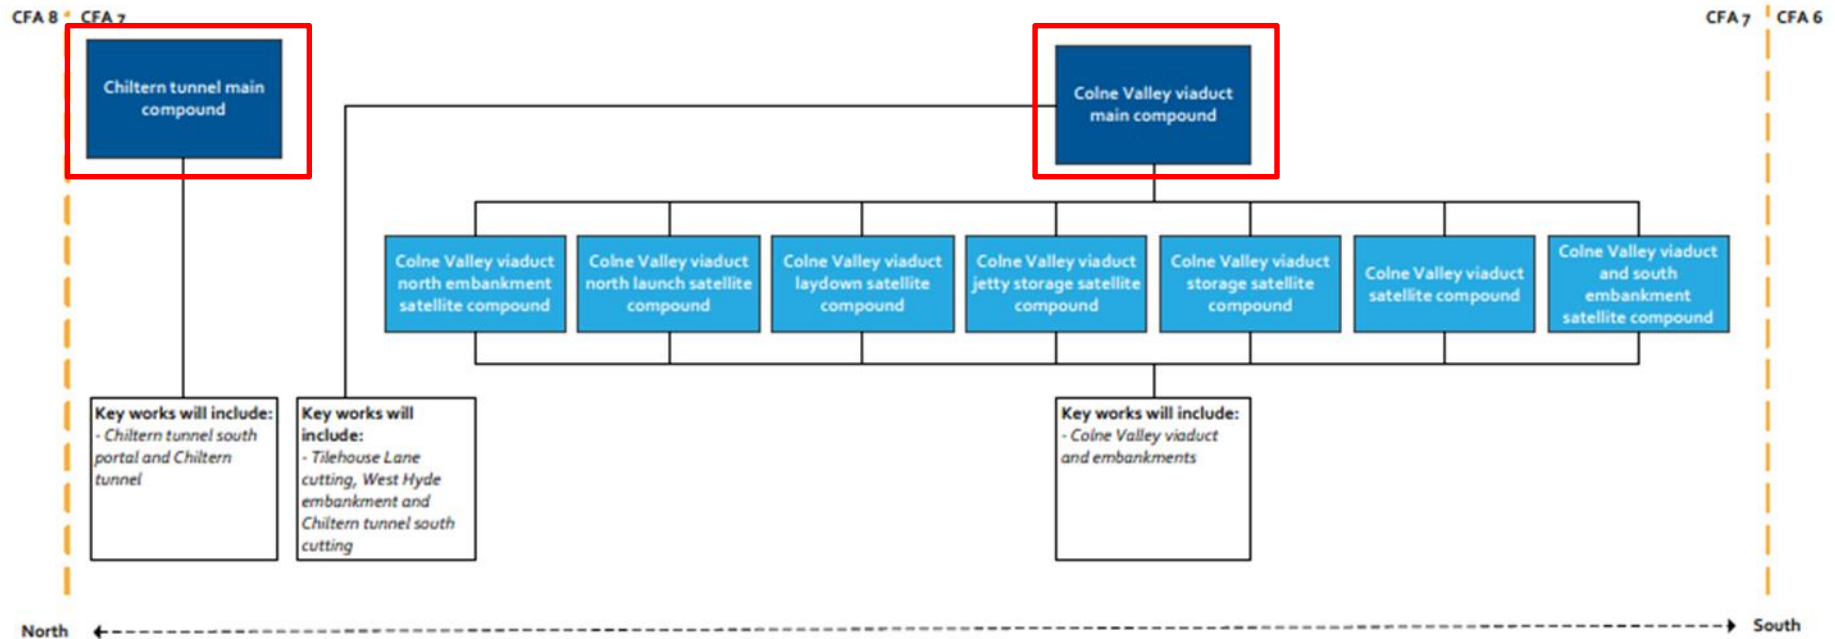 CFA 8 CFA 7
CFA 7 CFA 6
Chiltern tunnel main
compound
Colne Valley viaduct
main compound
Colne Valley viaduct
north embankment
satellite compound
Colne Valley viaduct
north launch satellite
compound
Colne Valley viaduct
laydown satellite
compound
Colne Valley viaduct
jetty storage satellite
compound
Colne Valley viaduct
storage satellite
compound
Colne Valley viaduct
satellite compound
Colne Valley viaduct
and south
embankment
satellite compound
Key works will include:
- Chiltern tunnel south
portal and Chiltern
tunnel
Key works will
include:
- Tilehouse Lane
cutting, West Hyde
embankment and
Chiltern tunnel south
cutting
Key works will include:
- Colne Valley viaduct
and embankments
North
South